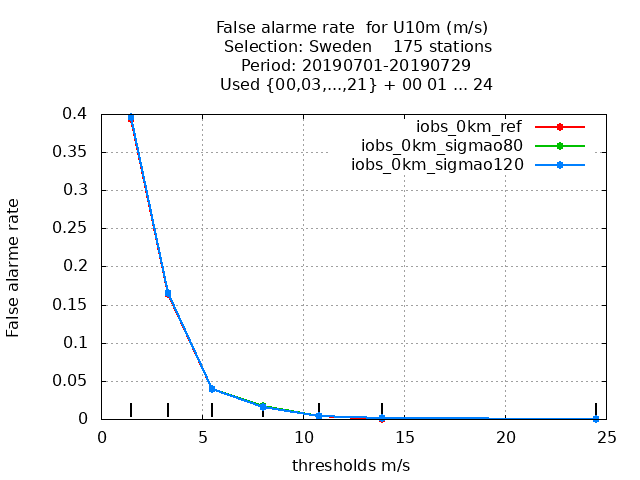 False alarme rate  for U10m (m/s)
Selection: Sweden    175 stations
Period: 20190701-20190729
Used {00,03,...,21} + 00 01 ... 24
iobs_0km_ref
iobs_0km_sigmao80
iobs_0km_sigmao120
False alarme rate
0.4
0.35
0.3
0.25
0.2
0.15
0.1
0.05
0
0 5 10 15 20 25
thresholds m/s